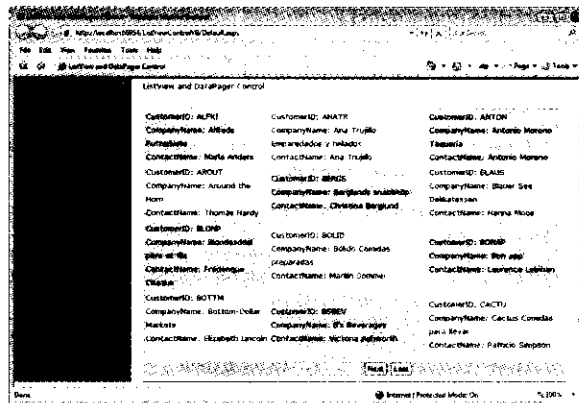 File Edit View Favorites Tools Help
ListView and DataPager Control
Page Tools
ListView and DataPager Control
CustomerID: ALFKI
CompanyName: Alfreds
Futterkiste
ContactName: Maria Anders
CustomerID: ANATR
CompanyName: Ana Trujillo
Emparedados y helados
ContactName: Ana Trujillo
CustomerID: ANTON
CompanyName: Antonio Moreno
Taquería
ContactName: Antonio Moreno
CustomerID: AROUT
CompanyName: Around the
Horn
ContactName: Thomas Hardy
CustomerID: BERGS
CompanyName: Berglunds snabbköp
ContactName: Christina Berglund
CustomerID: BLAUS
CompanyName: Blauer See
Delikatessen
ContactName: Hanna Moos
CustomerID: BLONP
CompanyName: Blondesddsl
père et fils
ContactName: Frédérique
Citeaux
CustomerID: BOLID
CompanyName: Bólido Comidas
preparadas
ContactName: Martín Sommer
CustomerID: BONAP
CompanyName: Bon app'
ContactName: Laurence Lebihan
CustomerID: BOTTM
CompanyName: Bottom-Dollar
Markets
ContactName: Elizabeth Lincoln
CustomerID: BSBEV
CompanyName: B's Beverages
ContactName: Victoria Ashworth
CustomerID: CACTU
CompanyName: Cactus Comidas
para llevar
ContactName: Patricio Simpson
Next Last
Done
Internet | Protected Mode: On
100%